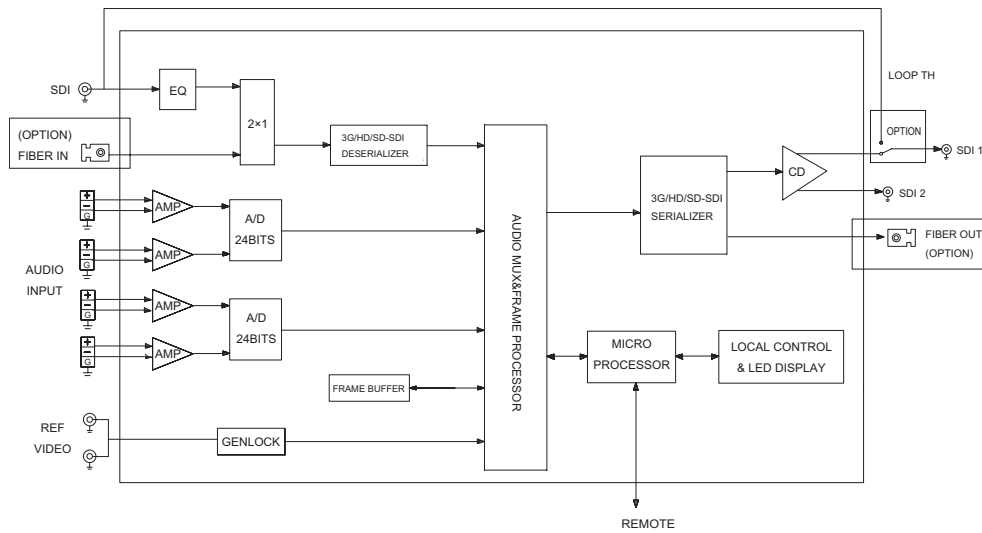 LOOP TH
SDI
EQ
2×1
(OPTION)
FIBER IN
3G/HD/SD-SDI
DESERIALIZER
OPTION
SDI 1
CD
SDI 2
3G/HD/SD-SDI
SERIALIZER
FIBER OUT
(OPTION)
+
−
G
AMP
A/D
24BITS
+
−
G
AMP
AUDIO
INPUT
+
−
G
AMP
A/D
24BITS
+
−
G
AMP
AUDIO MUX&FRAME PROCESSOR
MICRO
PROCESSOR
LOCAL CONTROL
& LED DISPLAY
FRAME BUFFER
REF
VIDEO
GENLOCK
REMOTE